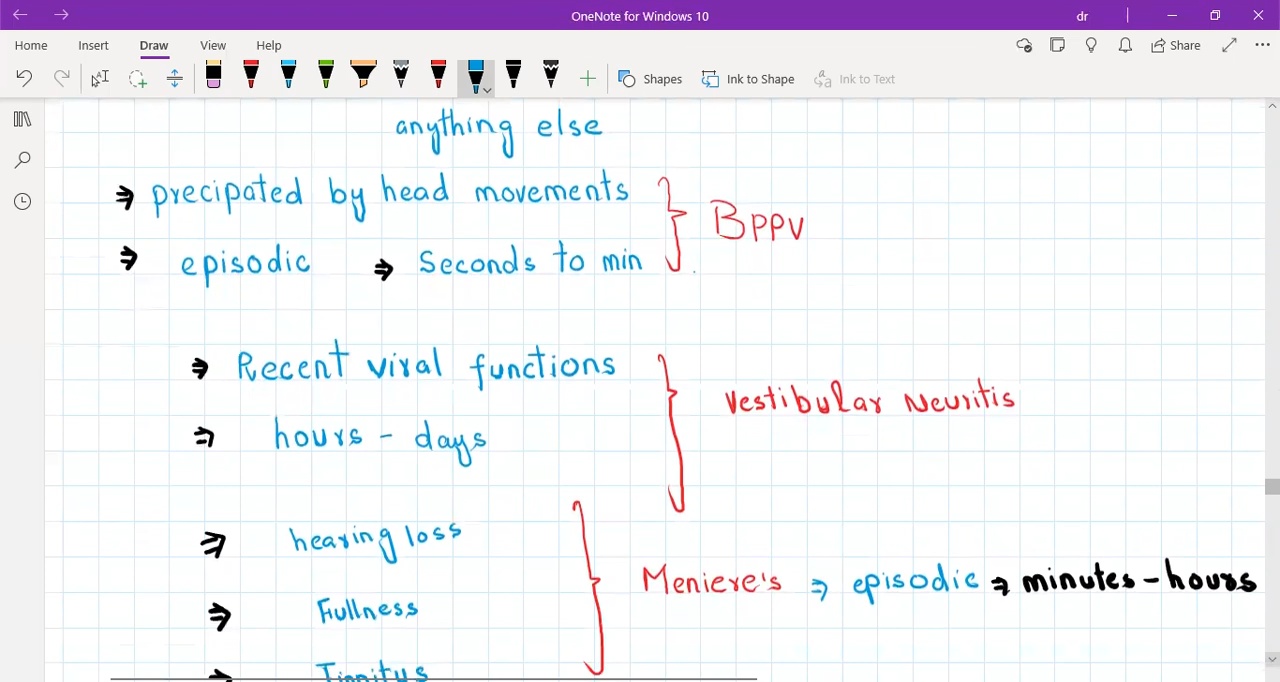 OneNote for Windows 10
dr
Home Insert Draw View Help
Share
Shapes
Ink to Shape
Ink to Text
anything else
precipated by head movements
episodic ⇒ Seconds to min
Bppv
Recent viral functions
hours - days
Vestibular Neuritis
hearing loss
Fullness
Tinnitus
Meniere's ⇒ episodic ⇒ minutes - hours